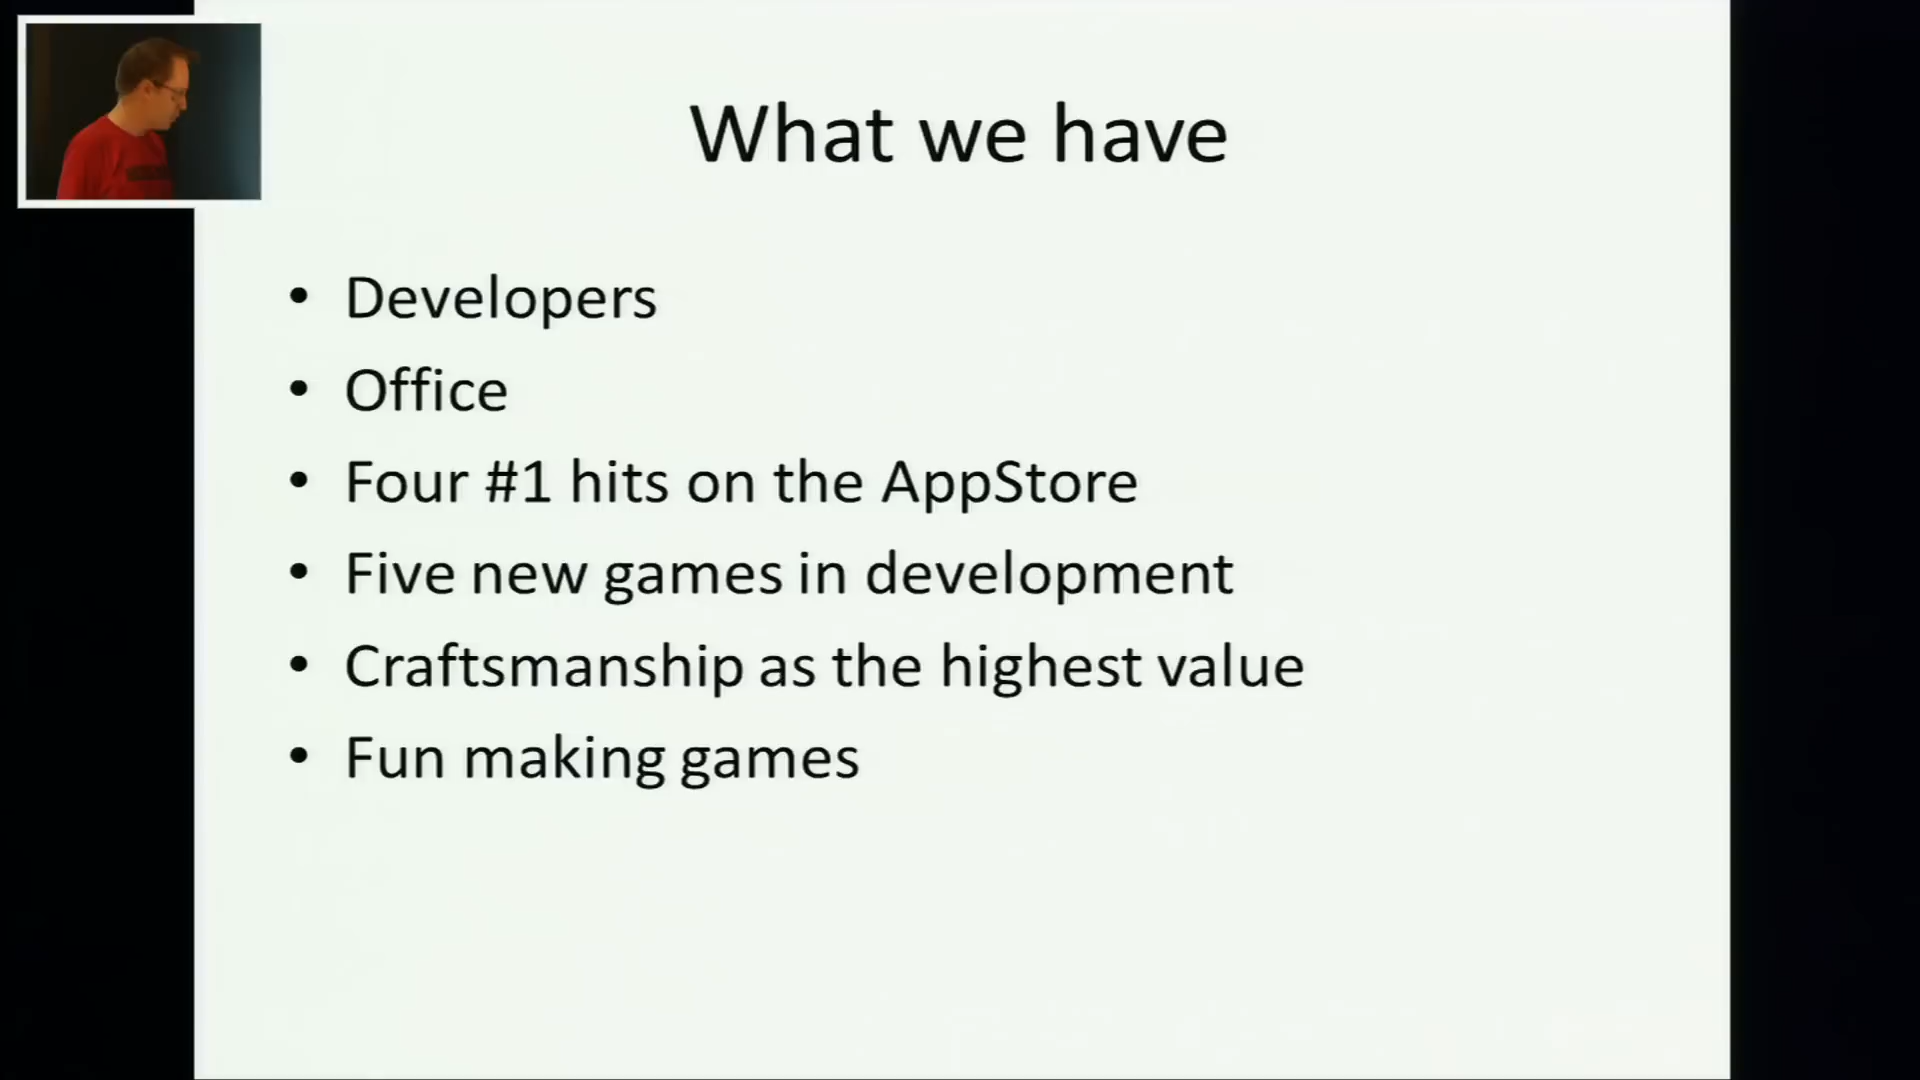 What we have
• Developers
• Office
• Four #1 hits on the AppStore
• Five new games in development
• Craftsmanship as the highest value
• Fun making games